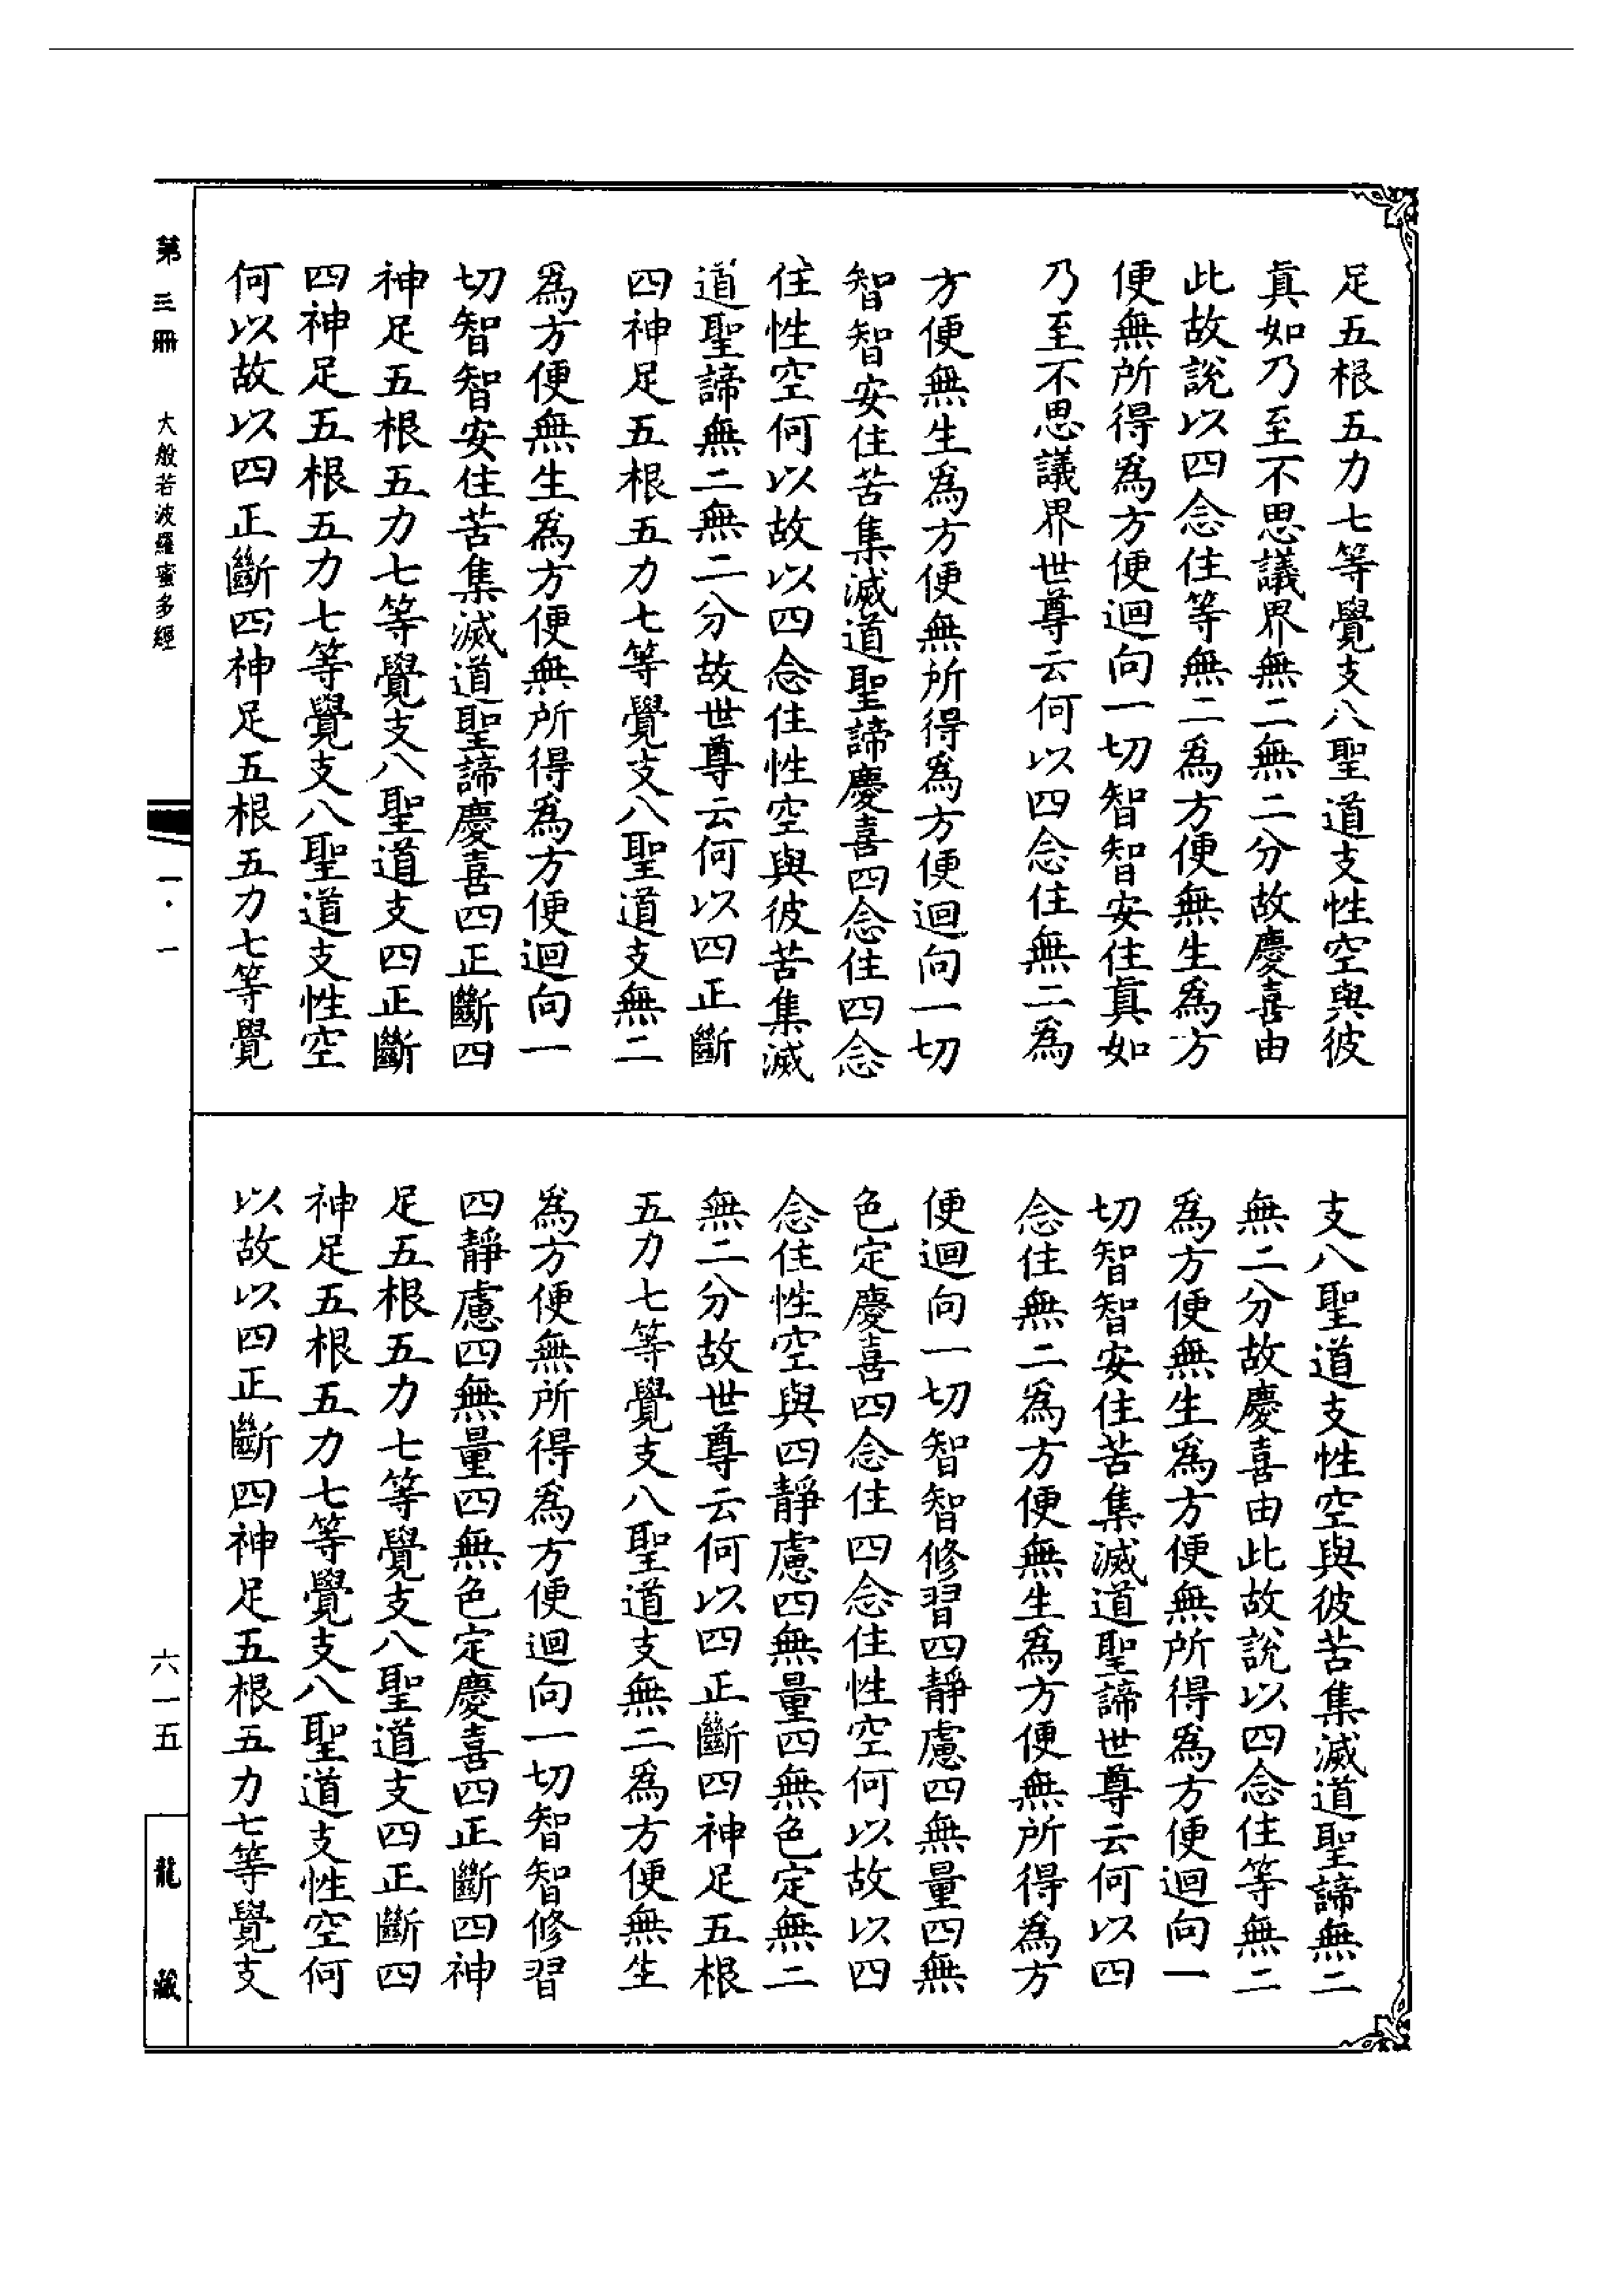 足五根五力七等覺支八聖道支性空與彼
真如乃至不思議界無二無二分故慶喜由
此故說以四念住等無二為方便無生為方
便無所得為方便迴向一切智智安住真如
乃至不思議界世尊云何以四念住無二為
方便無生為方便無所得為方便迴向一切
智智安住苦集滅道聖諦慶喜四念住四念
住性空何以故以四念住性空與彼苦集滅
道聖諦無二無二分故世尊云何以四正斷
四神足五根五力七等覺支八聖道支無二
為方便無生為方便無所得為方便迴向一
切智智安住苦集滅道聖諦慶喜四正斷四
神足五根五力七等覺支八聖道支四正斷
四神足五根五力七等覺支八聖道支性空
何以故以四正斷四神足五根五力七等覺
支八聖道支性空與彼苦集滅道聖諦無二
無二分故慶喜由此故說以四念住等無二
為方便無生為方便無所得為方便迴向一
切智智安住苦集滅道聖諦世尊云何以四
念住無二為方便無生為方便無所得為方
便迴向一切智智修習四靜慮四無量四無
色定慶喜四念住四念住性空何以故以四
念住性空與四靜慮四無量四無色定無二
無二分故世尊云何以四正斷四神足五根
五力七等覺支八聖道支無二為方便無生
為方便無所得為方便迴向一切智智修習
四靜慮四無量四無色定慶喜四正斷四神
足五根五力七等覺支八聖道支四正斷四
神足五根五力七等覺支八聖道支性空何
以故以四正斷四神足五根五力七等覺支
第三冊 大般若波羅蜜多經
一·一
六一五
龍藏